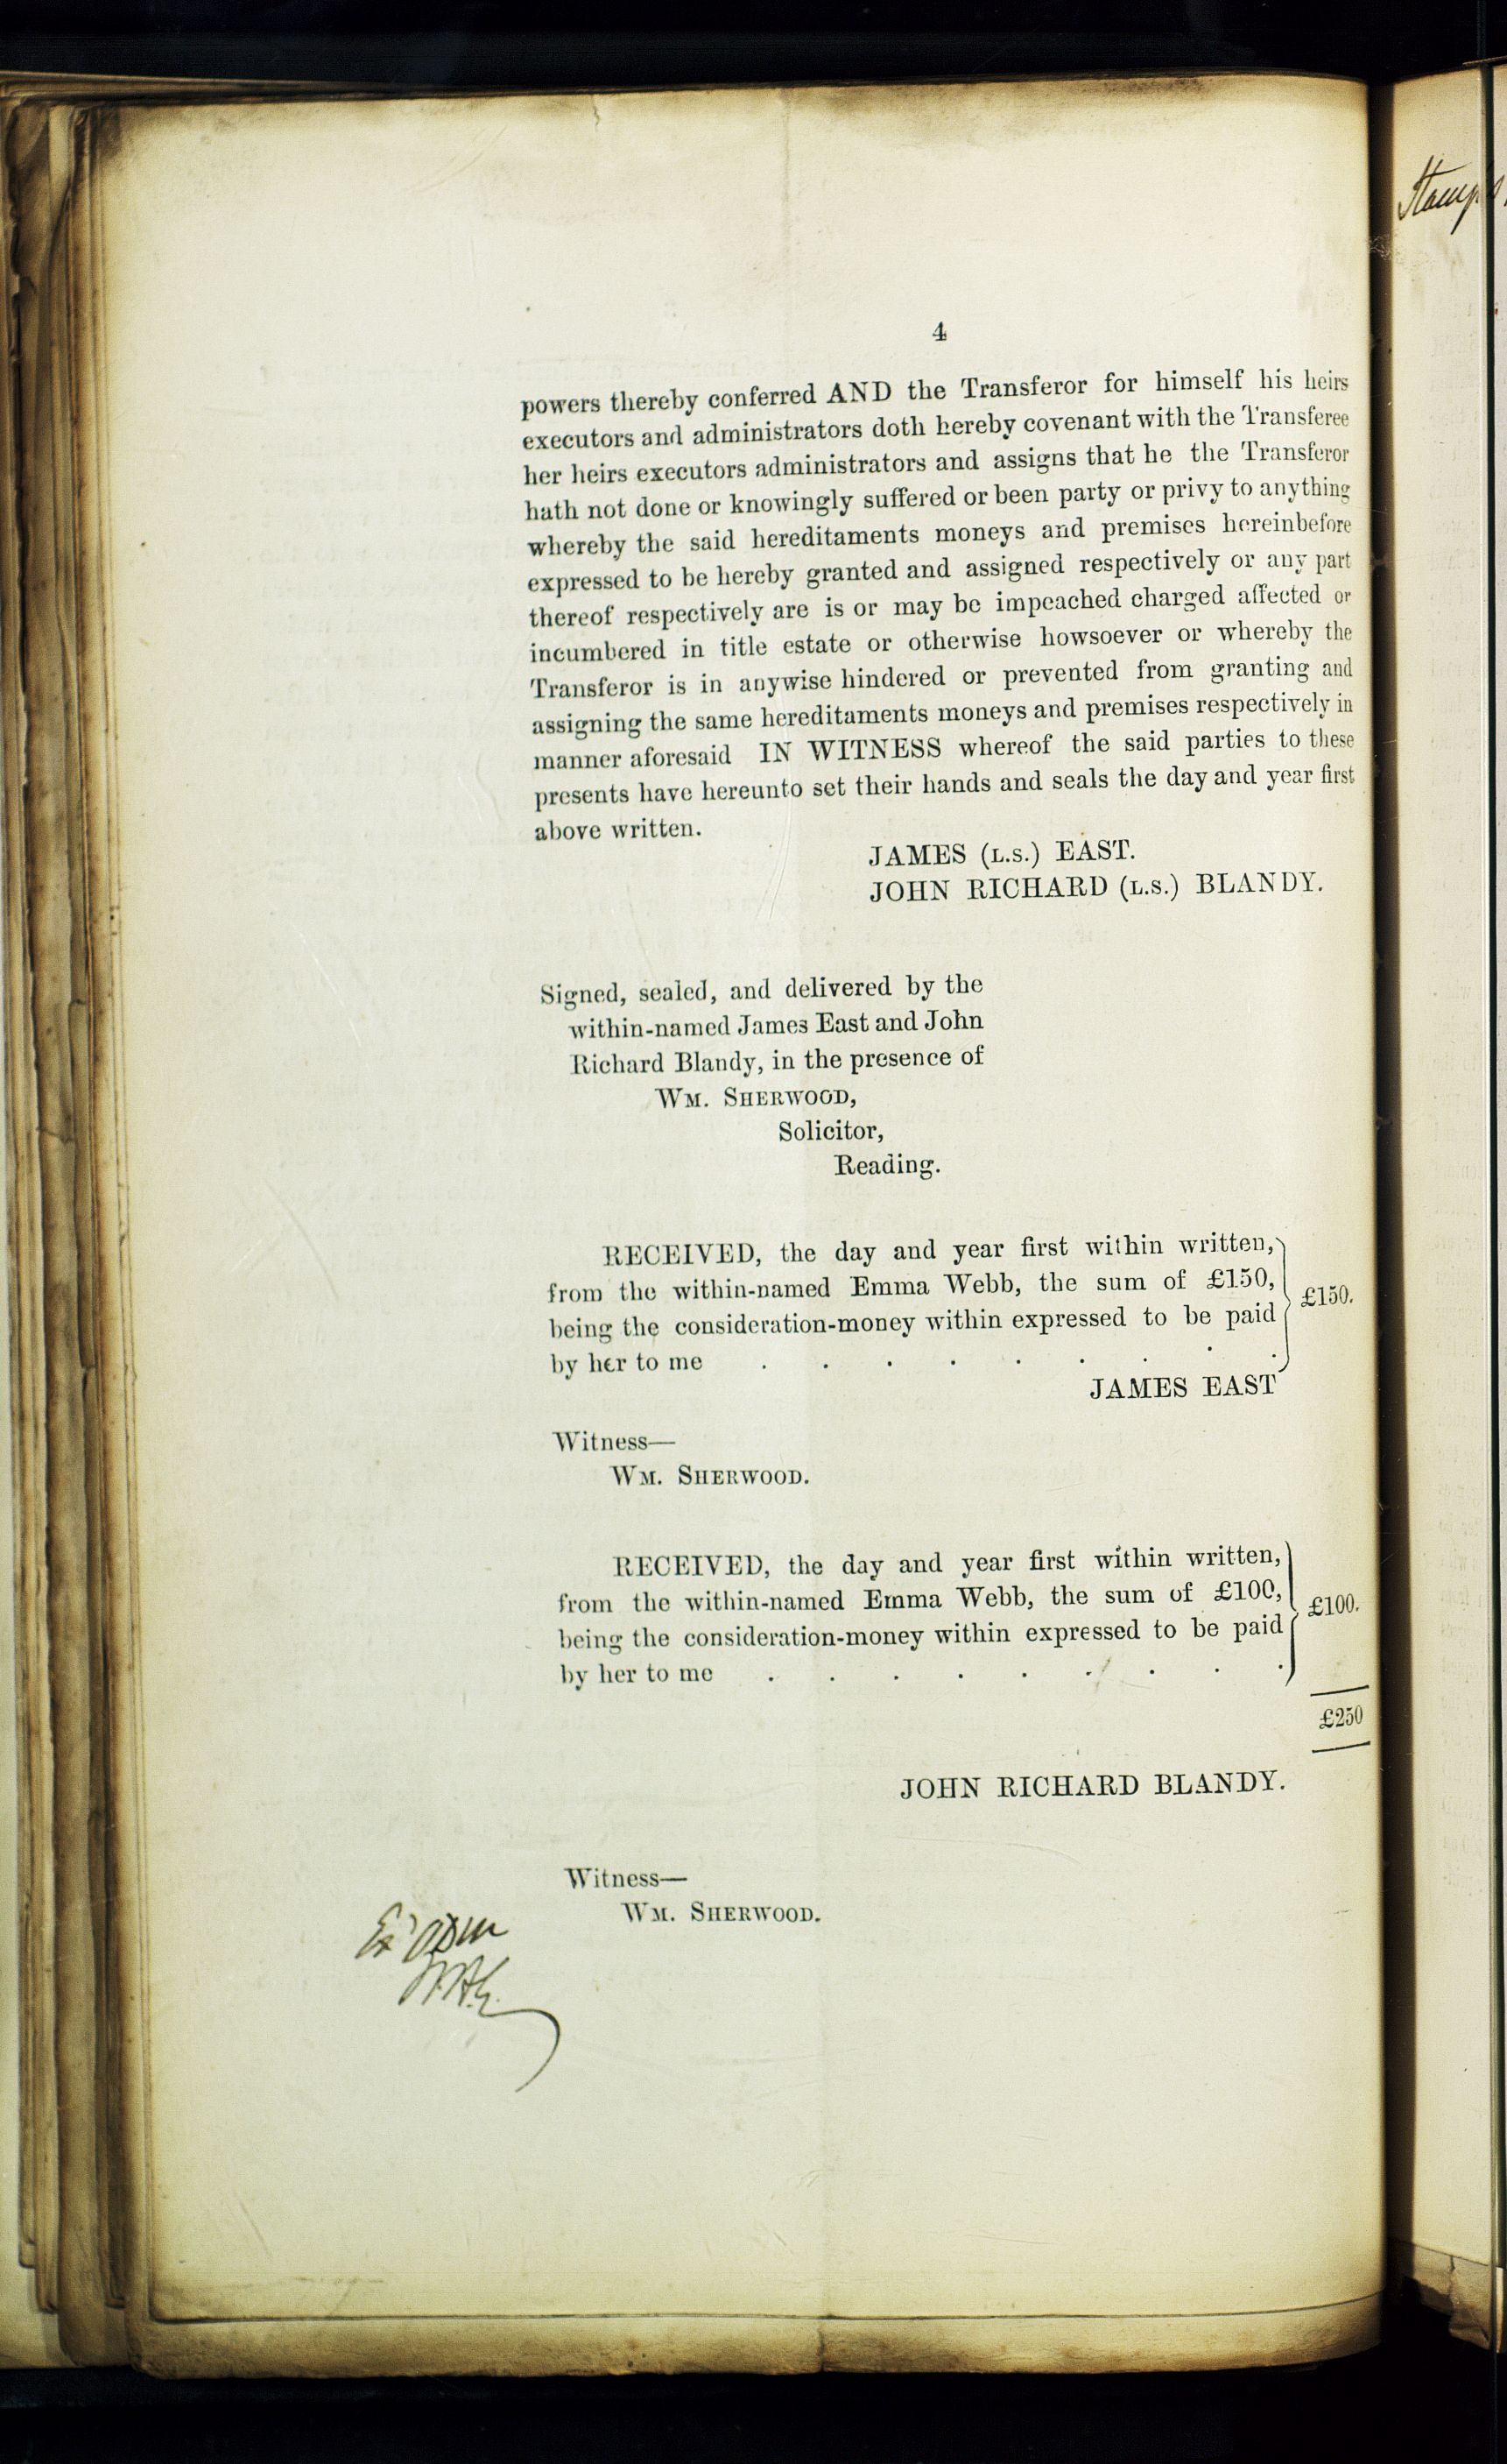 4
powers thereby conferred AND the Transferor for himself his heirs
executors and administrators doth hereby covenant with the Transferee
her heirs executors administrators and assigns that he the Transferor
hath not done or knowingly suffered or been party or privy to anything
whereby the said hereditaments moneys and premises hereinbefore
expressed to be hereby granted and assigned respectively or any part
thereof respectively are is or may be impeached charged affected or
incumbered in title estate or otherwise howsoever or whereby the
Transferor is in anywise hindered or prevented from granting and
assigning the same hereditaments moneys and premises respectively in
manner aforesaid IN WITNESS whereof the said parties to these
presents have hereunto set their hands and seals the day and year first
above written.
JAMES (L.S.) EAST.
JOHN RICHARD (L.S.) BLANDY.
Signed, sealed, and delivered by the
within-named James East and John
Richard Blandy, in the presence of
WM. SHERWOOD,
Solicitor,
Reading.
RECEIVED, the day and year first within written,
from the within-named Emma Webb, the sum of £150,
£150.
being the consideration-money within expressed to be paid
by her to me . . . . . . . . .
JAMES EAST
Witness—
WM. SHERWOOD.
RECEIVED, the day and year first within written,
from the within-named Emma Webb, the sum of £100,
£100.
being the consideration-money within expressed to be paid
by her to me . . . . . . . . .
£250
JOHN RICHARD BLANDY.
Witness—
WM. SHERWOOD.